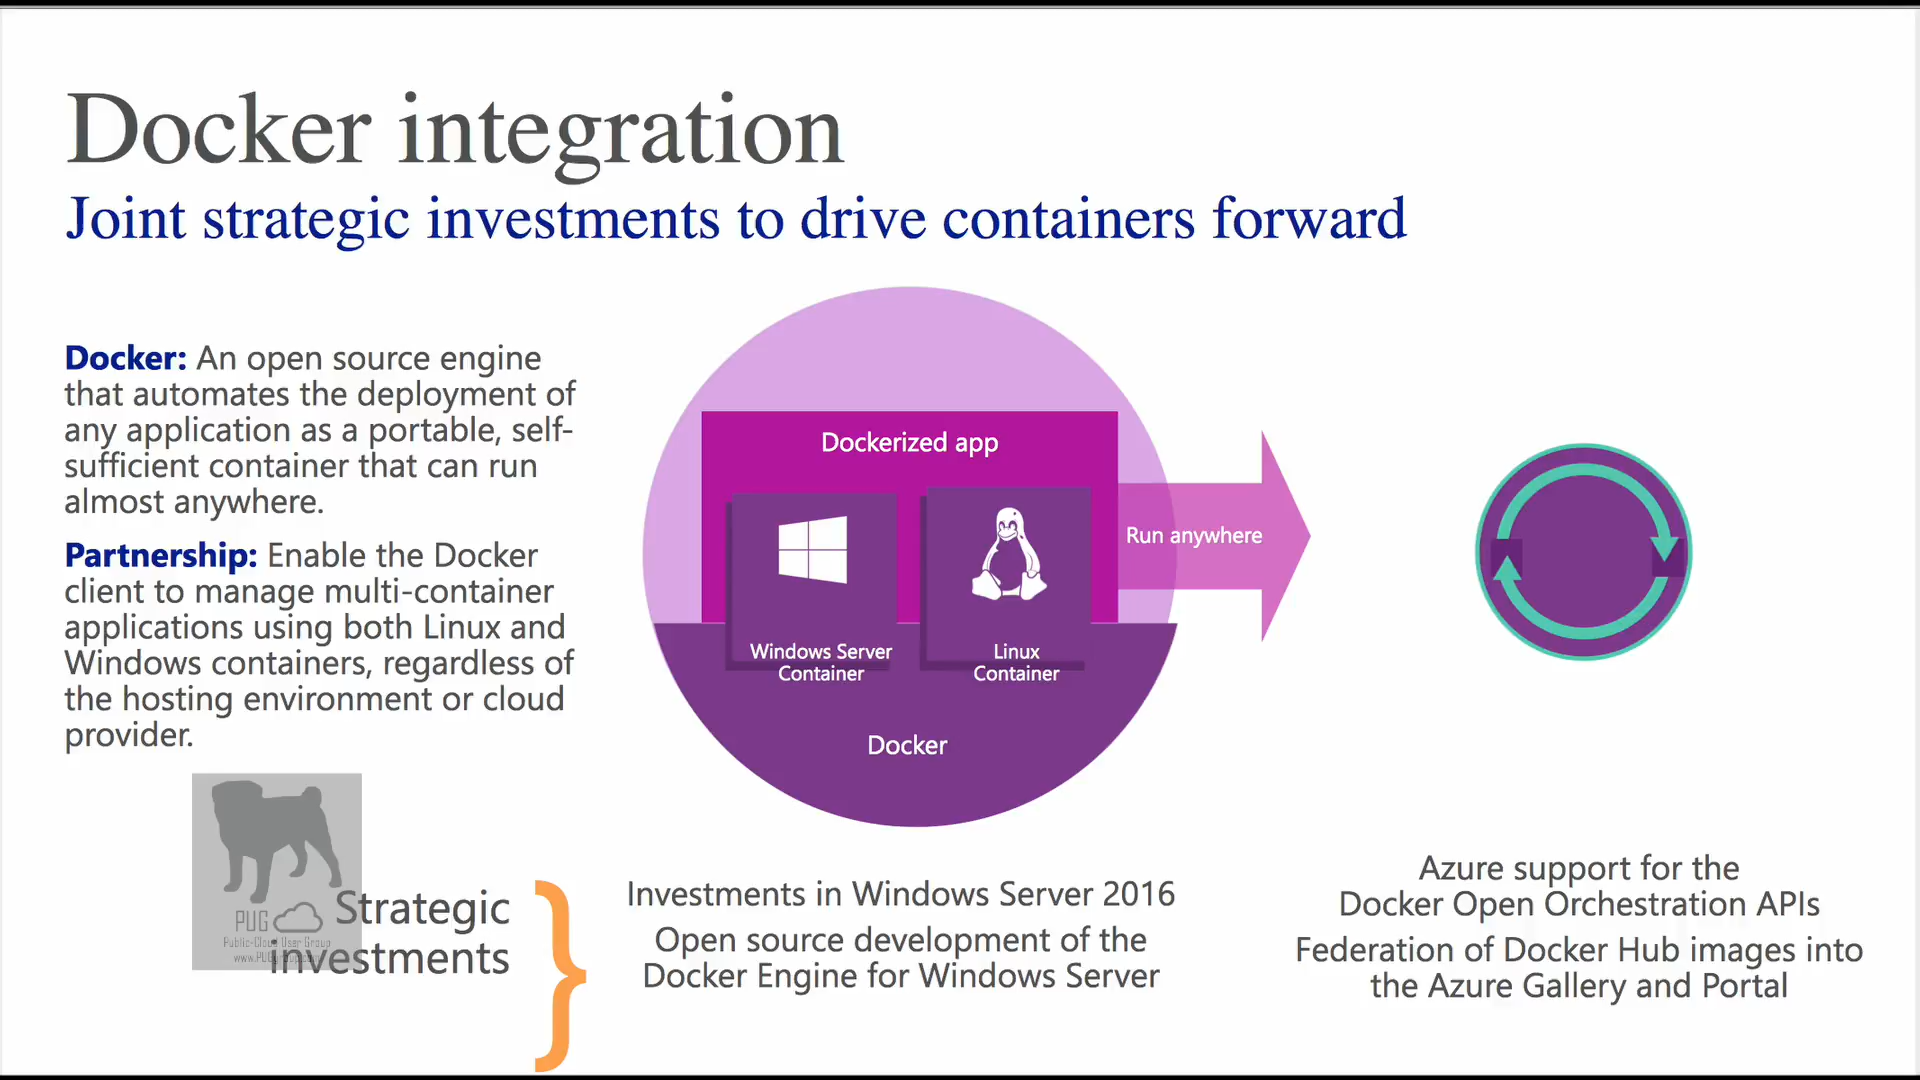 Docker integration
Joint strategic investments to drive containers forward
Docker: An open source engine
that automates the deployment of
any application as a portable, self-
sufficient container that can run
almost anywhere.
Partnership: Enable the Docker
client to manage multi-container
applications using both Linux and
Windows containers, regardless of
the hosting environment or cloud
provider.
Dockerized app
Windows Server
Container
Linux
Container
Docker
Run anywhere
PUG
Public-Cloud User Group
Strategic
investments
Investments in Windows Server 2016
Open source development of the
Docker Engine for Windows Server
Azure support for the
Docker Open Orchestration APIs
Federation of Docker Hub images into
the Azure Gallery and Portal